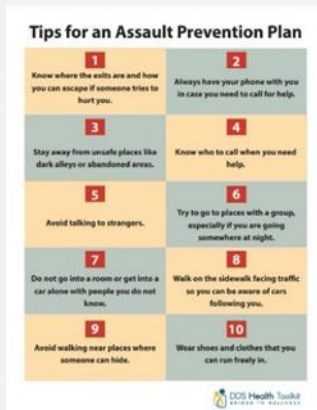 Tips for an Assault Prevention Plan
1
Know where the exits are and how
you can escape if someone tries to
hurt you.
2
Always have your phone with you
in case you need to call for help.
3
Stay away from unsafe places like
dark alleys or abandoned areas.
4
Know who to call when you need
help.
5
Avoid talking to strangers.
6
Try to go to places with a group,
especially if you are going
somewhere at night.
7
Do not go into a room or get into a
car alone with people you do not
know.
8
Walk on the sidewalk facing traffic
so you can be aware of cars
following you.
9
Avoid walking near places where
someone can hide.
10
Wear shoes and clothes that you
can run freely in.
DDS Health Toolkit
BRIDGE TO WELLNESS